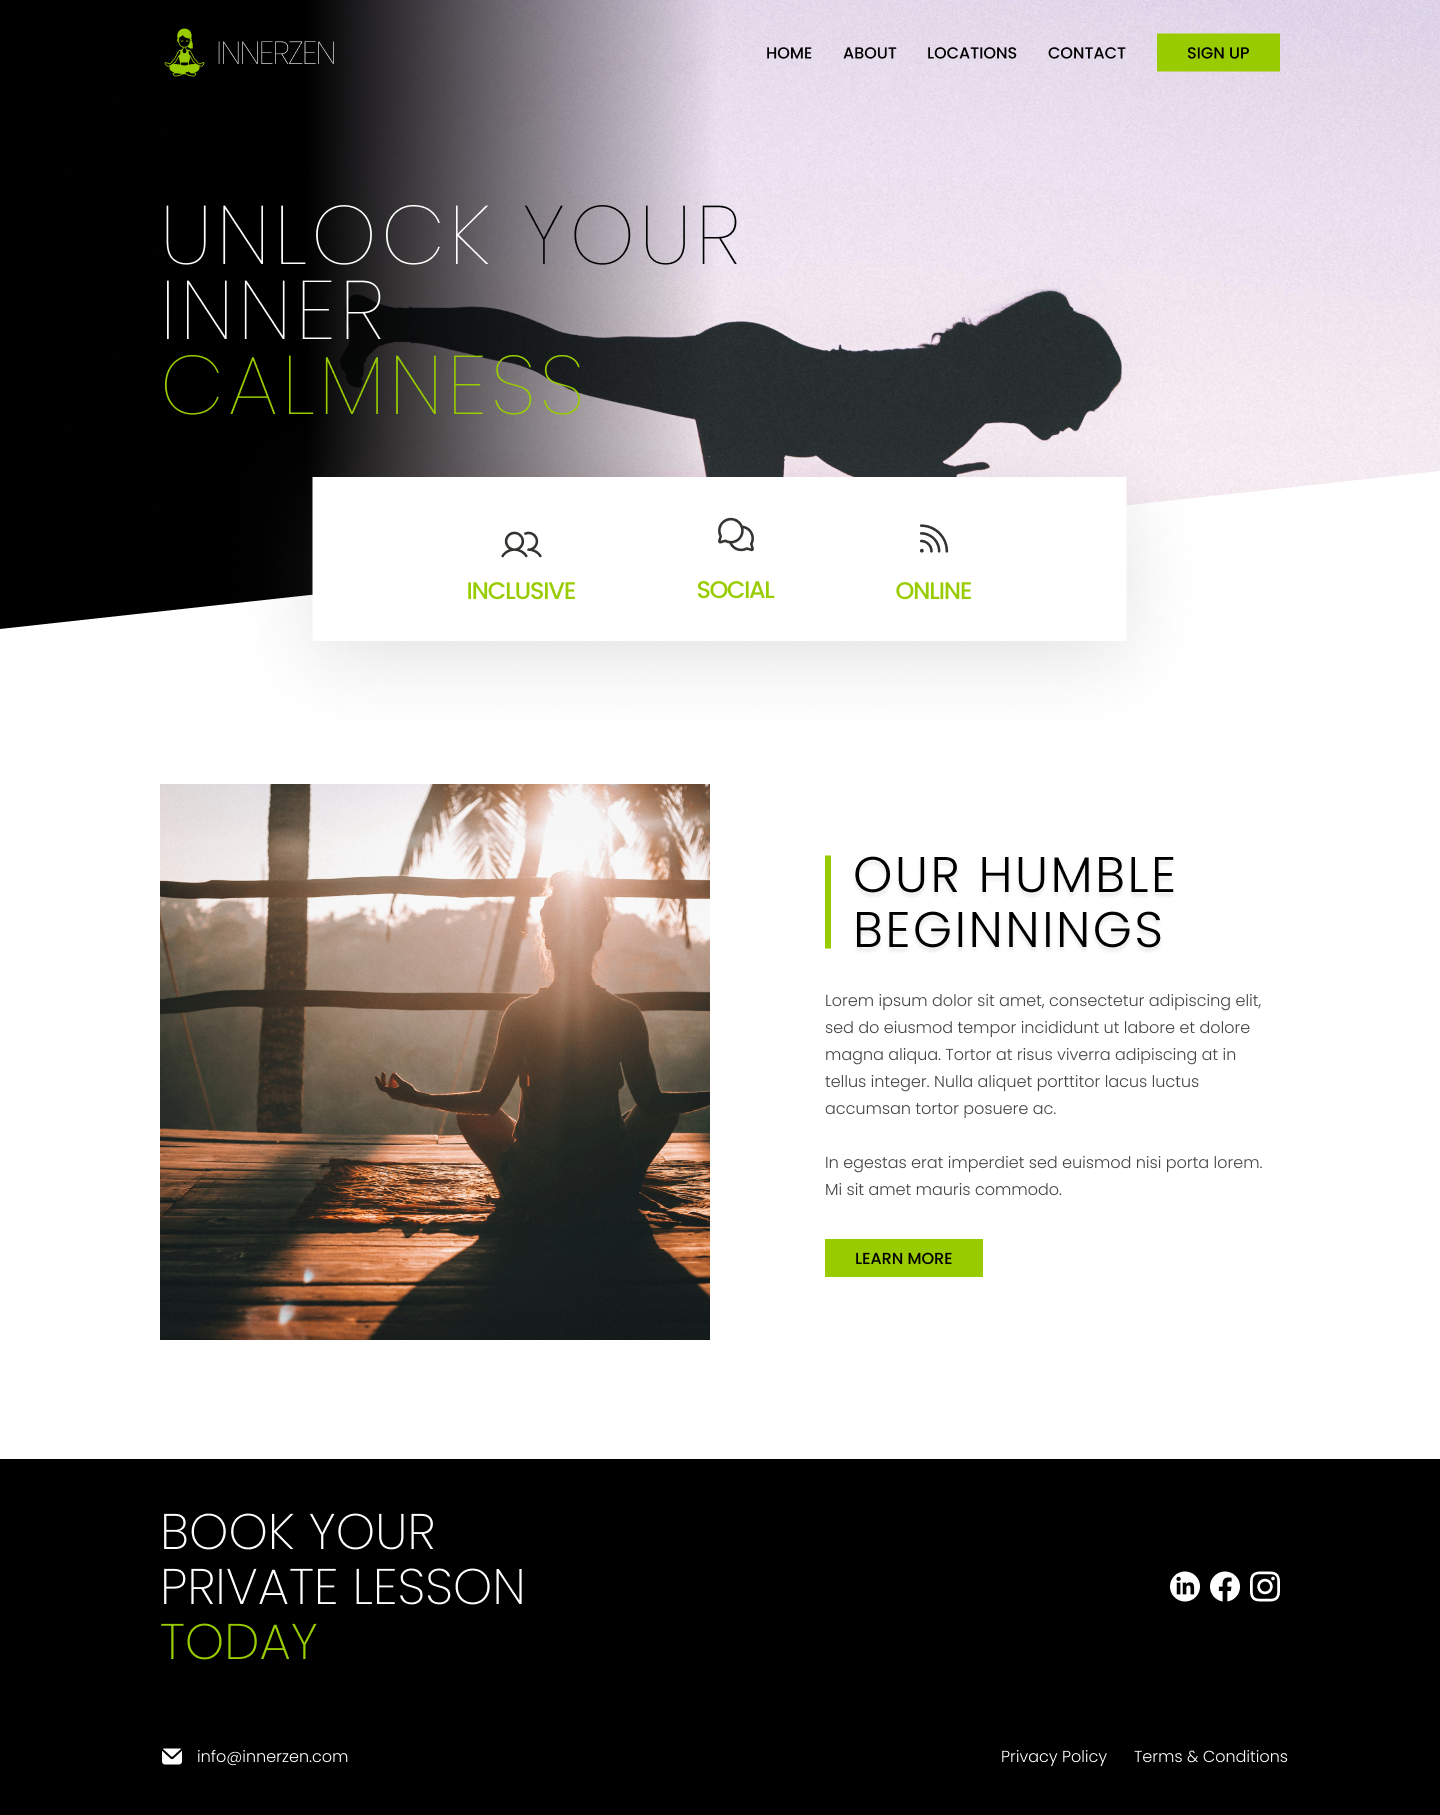 INNERZEN
HOME ABOUT LOCATIONS CONTACT SIGN UP
UNLOCK YOUR
INNER
CALMNESS
INCLUSIVE SOCIAL ONLINE
OUR HUMBLE
BEGINNINGS
Lorem ipsum dolor sit amet, consectetur adipiscing elit,
sed do eiusmod tempor incididunt ut labore et dolore
magna aliqua. Tortor at risus viverra adipiscing at in
tellus integer. Nulla aliquet porttitor lacus luctus
accumsan tortor posuere ac.
In egestas erat imperdiet sed euismod nisi porta lorem.
Mi sit amet mauris commodo.
LEARN MORE
BOOK YOUR
PRIVATE LESSON
TODAY
in
info@innerzen.com
Privacy Policy Terms & Conditions